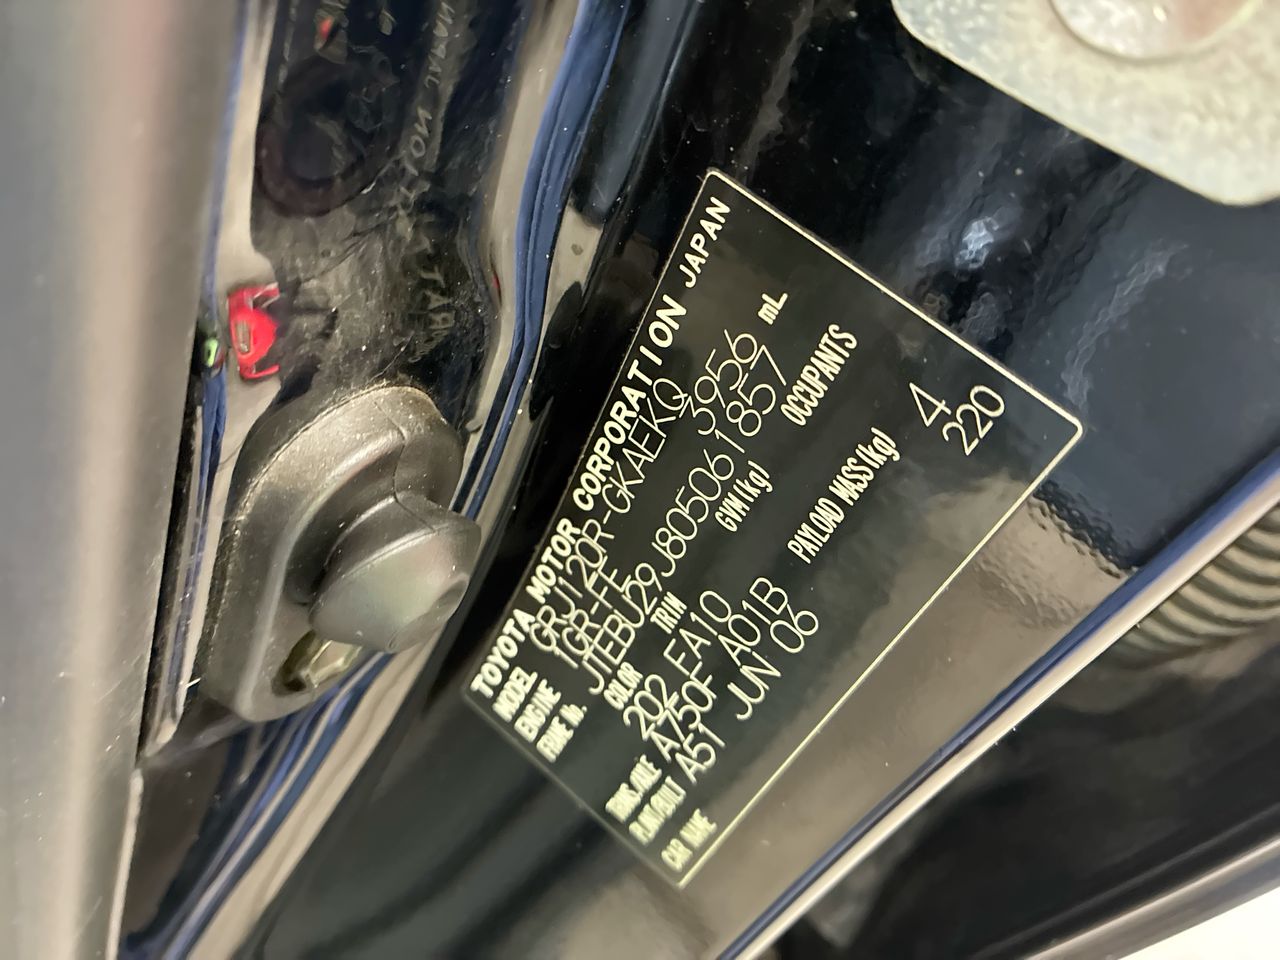 TOYOTA MOTOR CORPORATION JAPAN
MODEL GRJ120R-GKAEKQ
ENGINE 1GR-FE 3956 mL
FRAME No. JTEBU29J805061857
COLOR TRIM GVM(kg) OCCUPANTS
202 FA10 4
TRANS/AXLE A750F A01B PAYLOAD MASS(kg) 220
PLANT/BUILT A51 JUN 06
CAR NAME